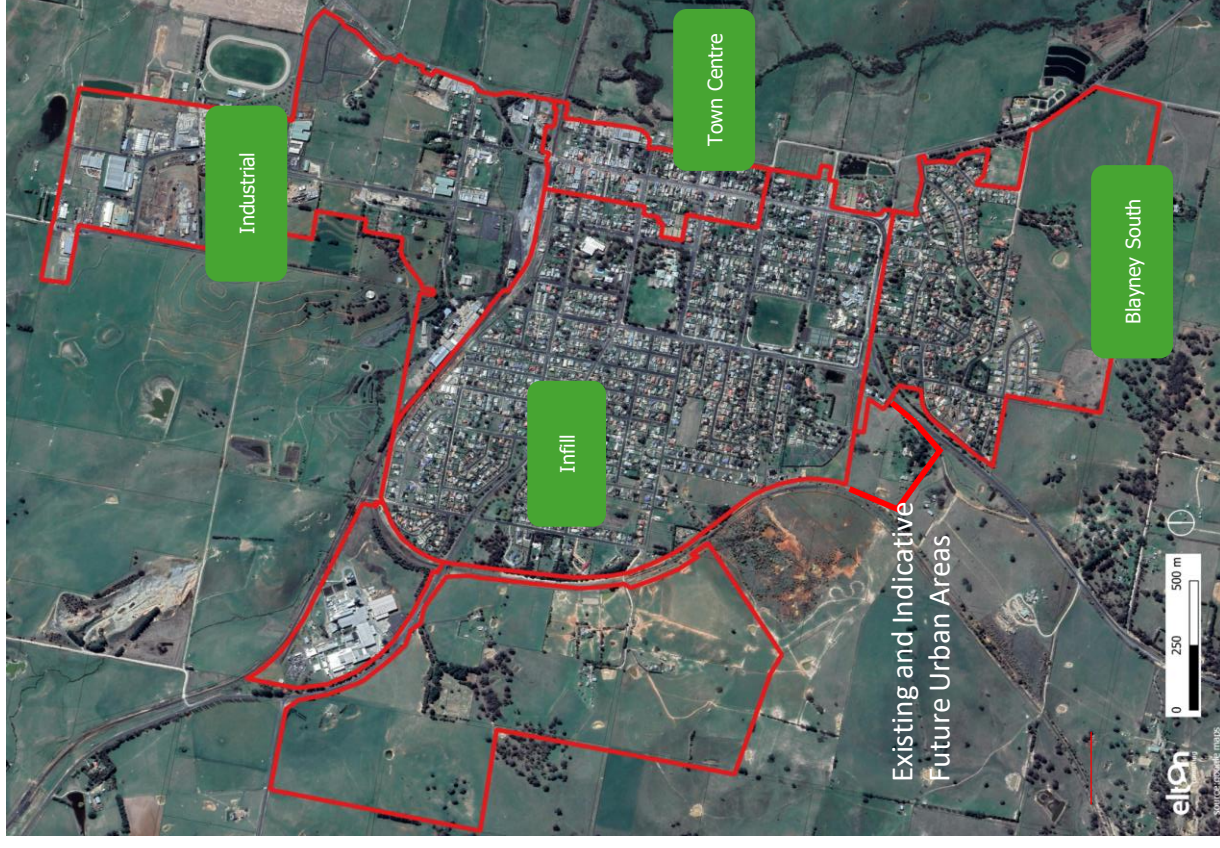 Industrial
Town Centre
Infill
Blayney South
Existing and Indicative
Future Urban Areas
0 250 500 m
elton